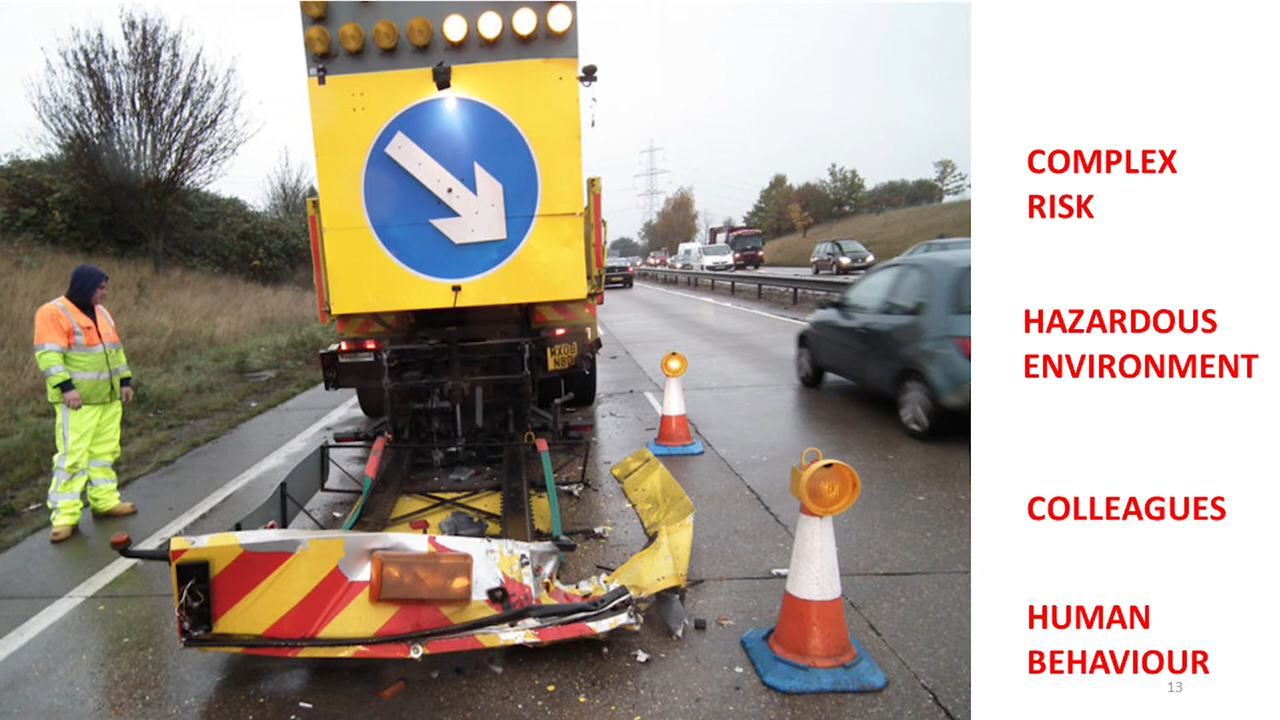 COMPLEX
RISK
HAZARDOUS
ENVIRONMENT
COLLEAGUES
HUMAN
BEHAVIOUR
13